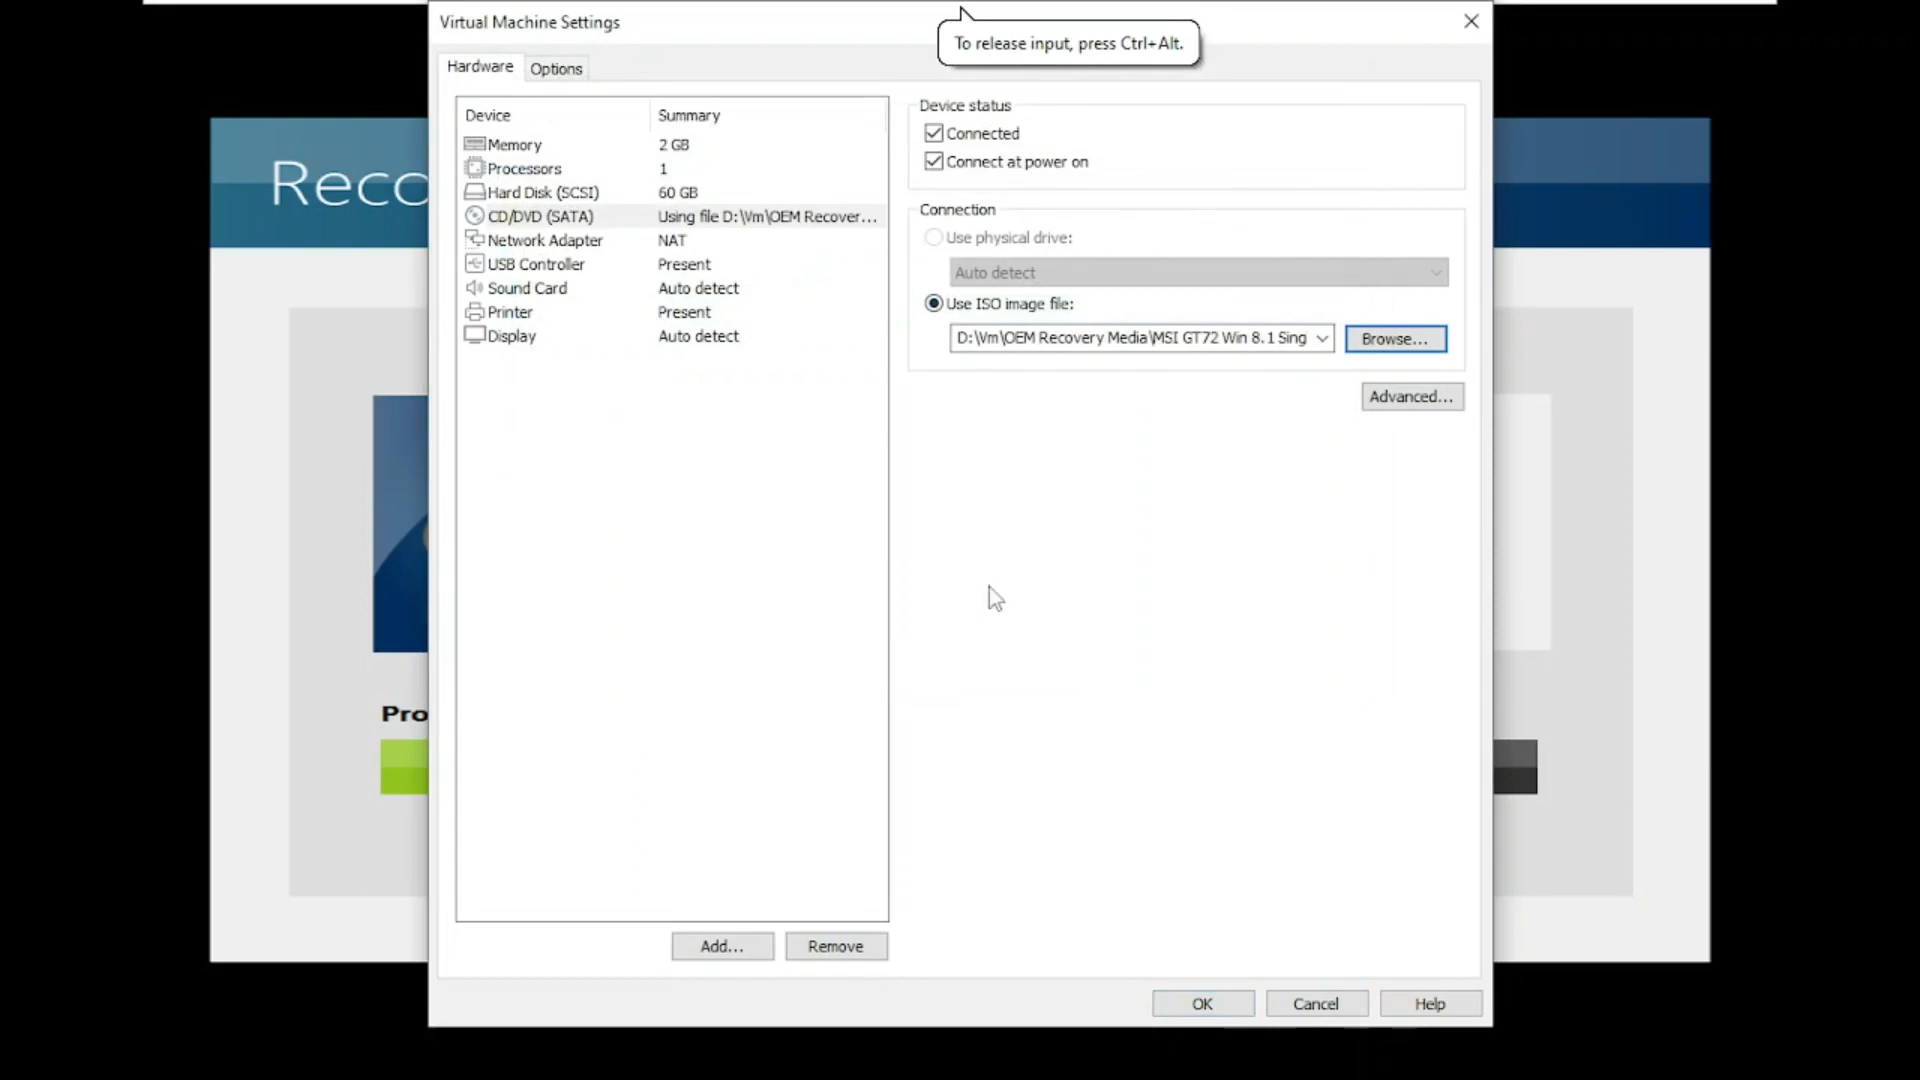 Virtual Machine Settings
To release input, press Ctrl+Alt.
Hardware
Options
Device Summary
Memory 2 GB
Processors 1
Hard Disk (SCSI) 60 GB
CD/DVD (SATA) Using file D:\Vm\OEM Recover...
Network Adapter NAT
USB Controller Present
Sound Card Auto detect
Printer Present
Display Auto detect
Add...
Remove
Device status
Connected
Connect at power on
Connection
Use physical drive:
Auto detect
Use ISO image file:
D:\Vm\OEM Recovery Media\MSI GT72 Win 8.1 Sing
Browse...
Advanced...
OK
Cancel
Help
Reco
Pro